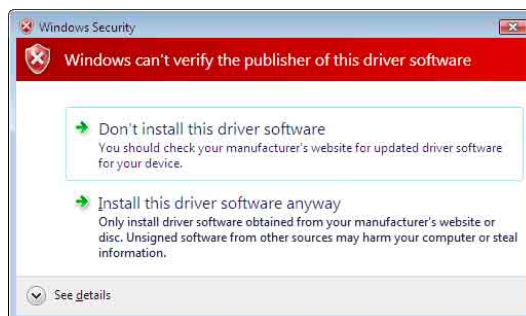 Windows Security
Windows can't verify the publisher of this driver software
Don't install this driver software
You should check your manufacturer's website for updated driver software
for your device.
Install this driver software anyway
Only install driver software obtained from your manufacturer's website or
disc. Unsigned software from other sources may harm your computer or steal
information.
See details